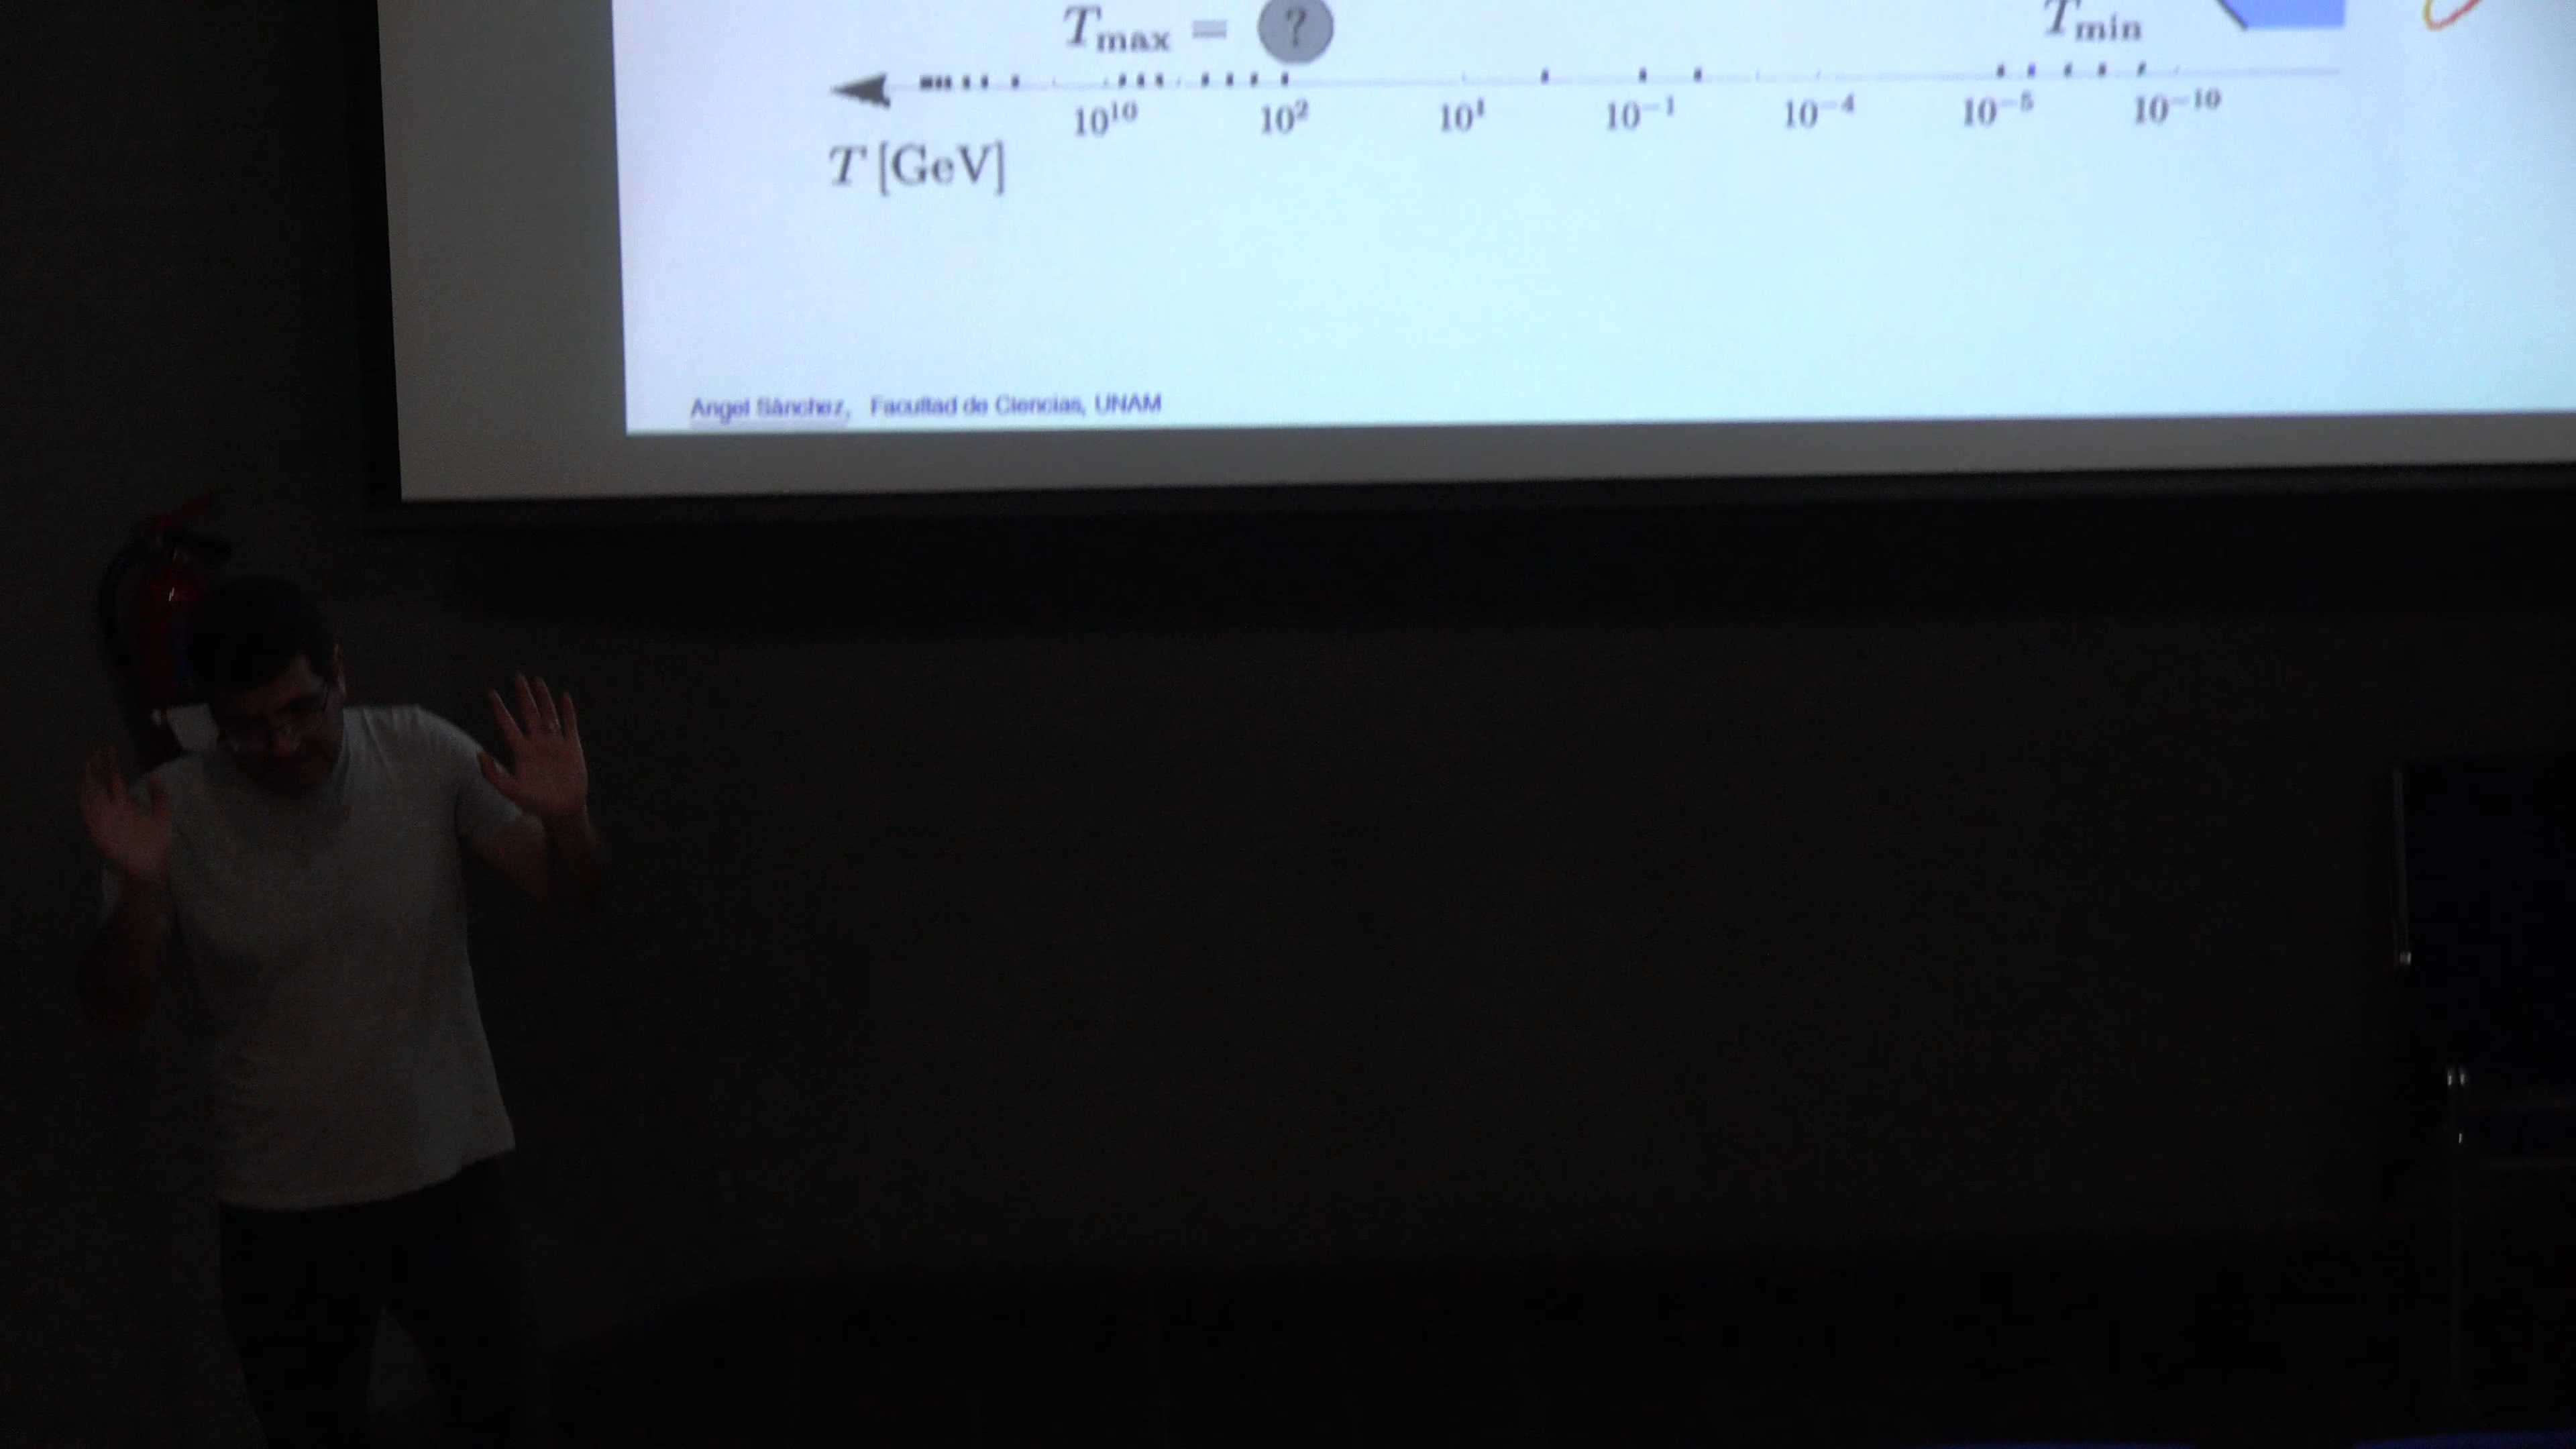 T_max = ? T_min
10^10 10^2 10^1 10^-1 10^-4 10^-5 10^-10
T [GeV]
Angel Sánchez, Facultad de Ciencias, UNAM